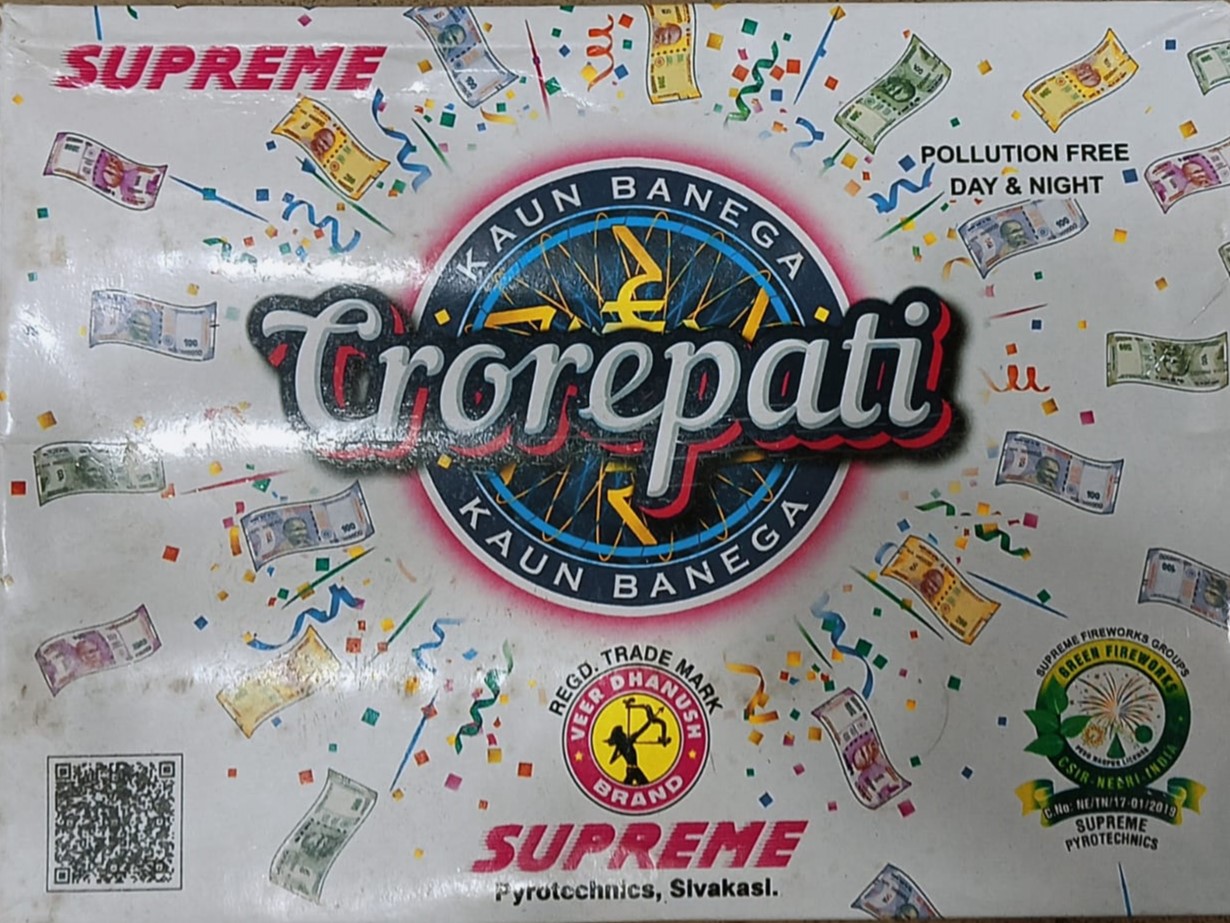 SUPREME
POLLUTION FREE
DAY & NIGHT
KAUN BANEGA
Crorepati
KAUN BANEGA
REGD. TRADE MARK
VEER DHANUSH
BRAND
SUPREME
Pyrotechnics, Sivakasi.
SUPREME FIREWORKS GROUPS
GREEN FIREWORKS
CSIR-NEERI-INDIA
C.No: NE/TN/17-01/2019
SUPREME
PYROTECHNICS